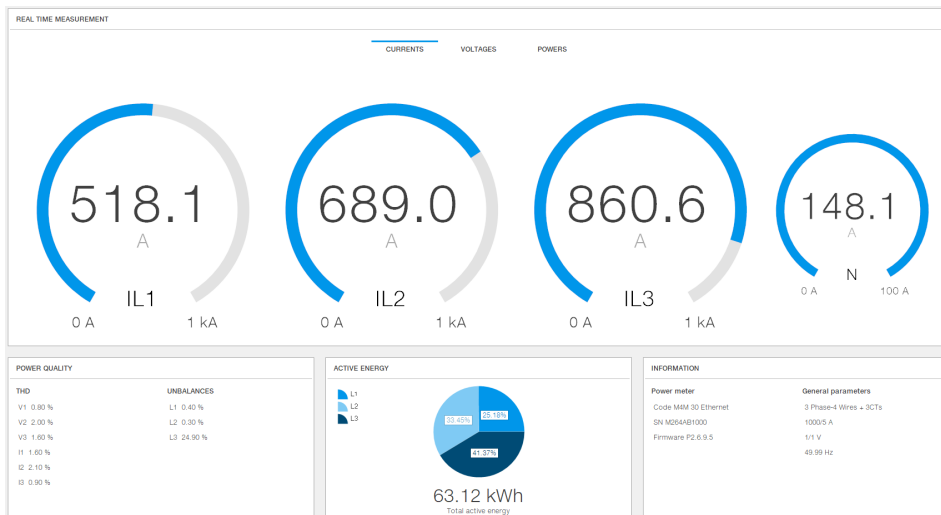 REAL TIME MEASUREMENT
CURRENTS VOLTAGES POWERS
518.1
A
IL1
0 A 1 kA
689.0
A
IL2
0 A 1 kA
860.6
A
IL3
0 A 1 kA
148.1
A
N
0 A 100 A
POWER QUALITY
THD
V1 0.80 %
V2 2.00 %
V3 1.60 %
I1 1.60 %
I2 2.10 %
I3 0.90 %
UNBALANCES
L1 0.40 %
L2 0.30 %
L3 24.90 %
ACTIVE ENERGY
L1
L2
L3
33.45% 25.18%
41.37%
63.12 kWh
Total active energy
INFORMATION
Power meter
Code M4M 30 Ethernet
SN M264AB1000
Firmware P2.6.9.5
General parameters
3 Phase-4 Wires + 3CTs
1000/5 A
1/1 V
49.99 Hz